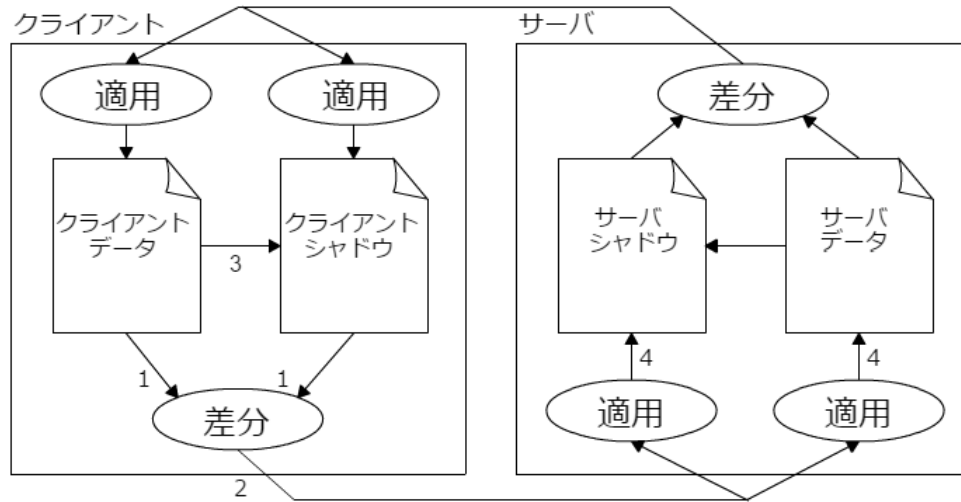 クライアント
サーバ
適用
適用
差分
クライアント
データ
クライアント
シャドウ
サーバ
シャドウ
サーバ
データ
3
1
1
4
4
差分
適用
適用
2